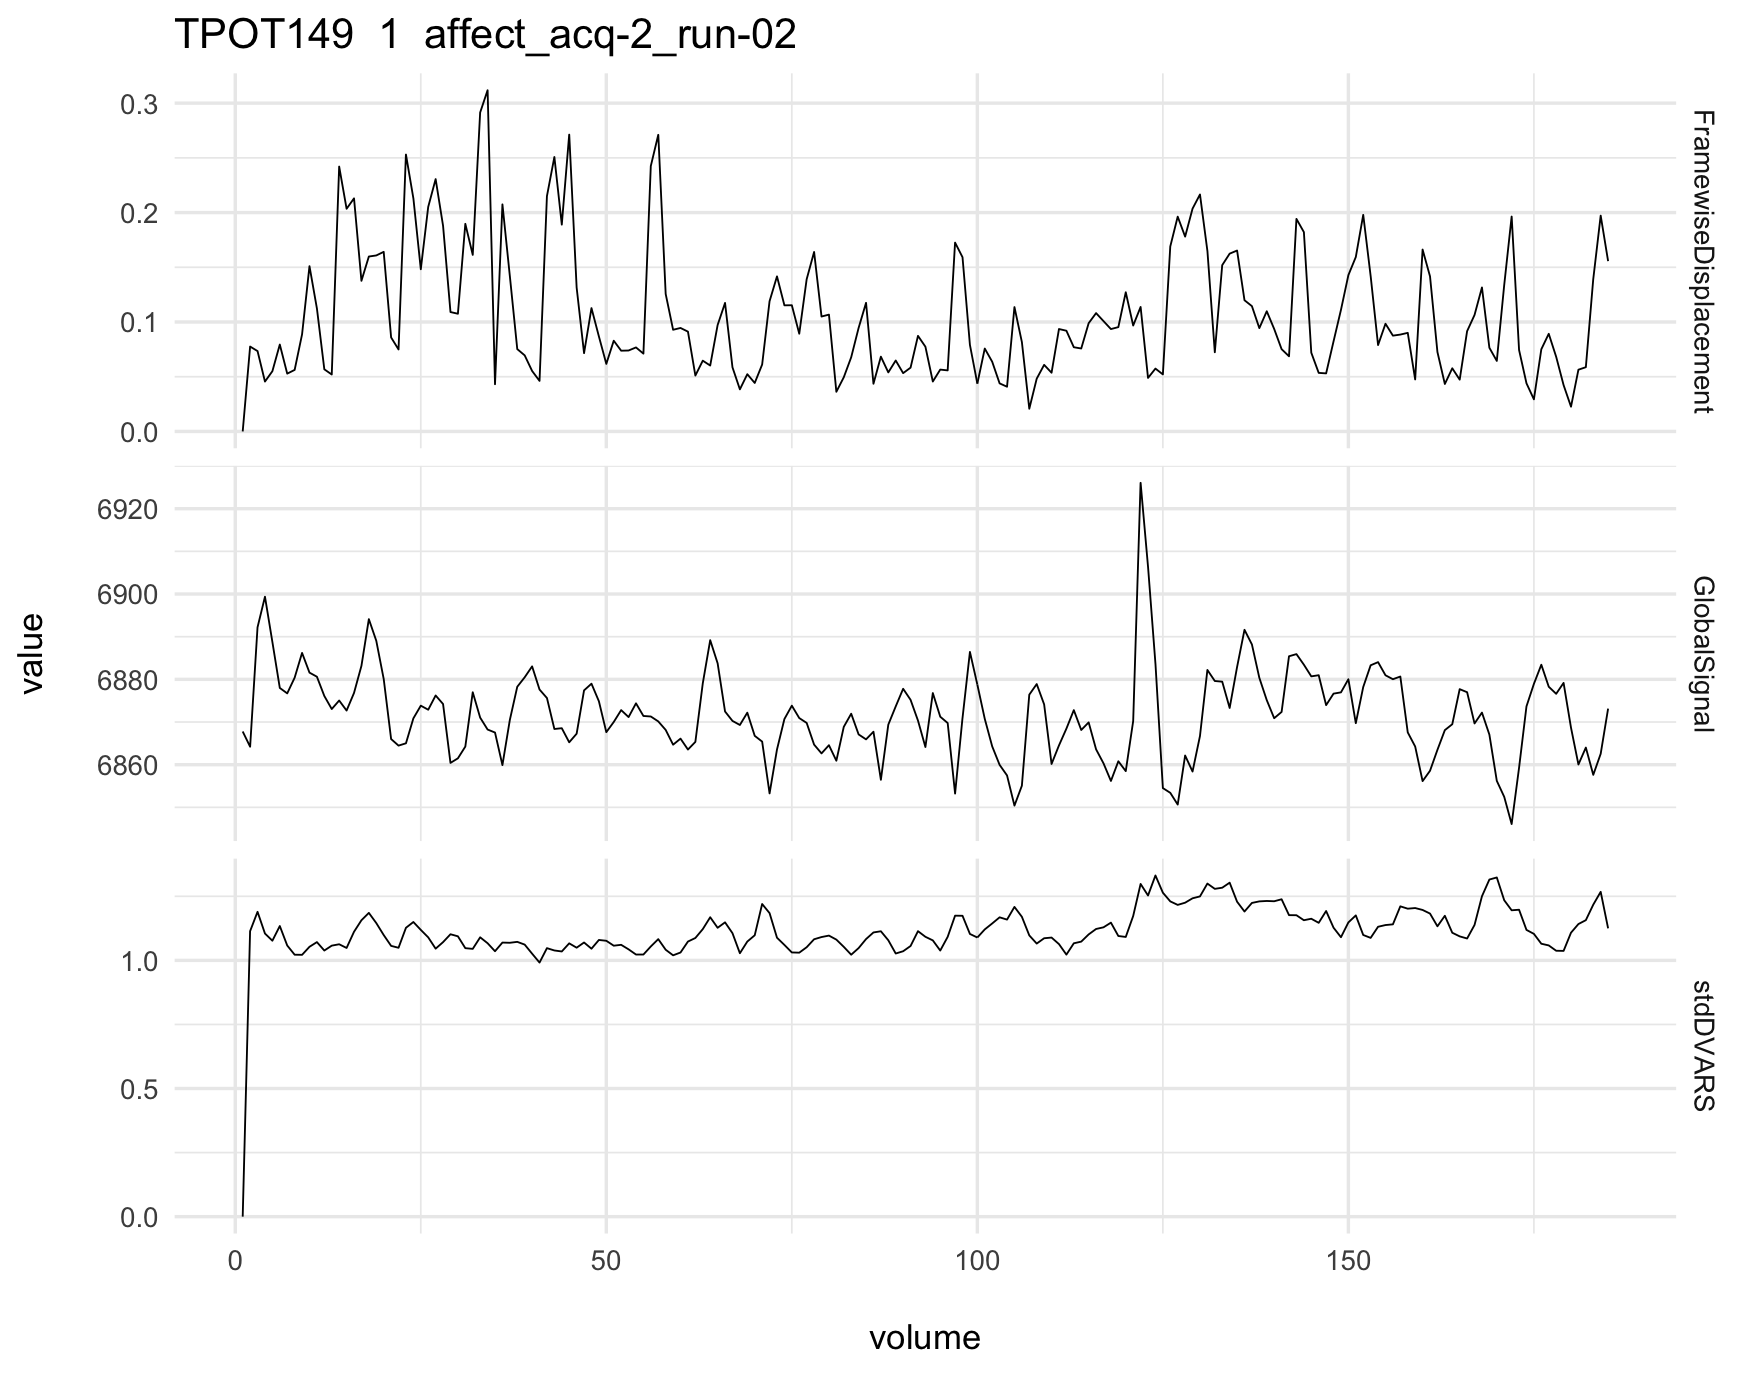 TPOT149 1 affect_acq-2_run-02
0.3
0.2
0.1
0.0
FramewiseDisplacement
6920
6900
6880
6860
GlobalSignal
value
1.0
0.5
0.0
stdDVARS
0 50 100 150
volume